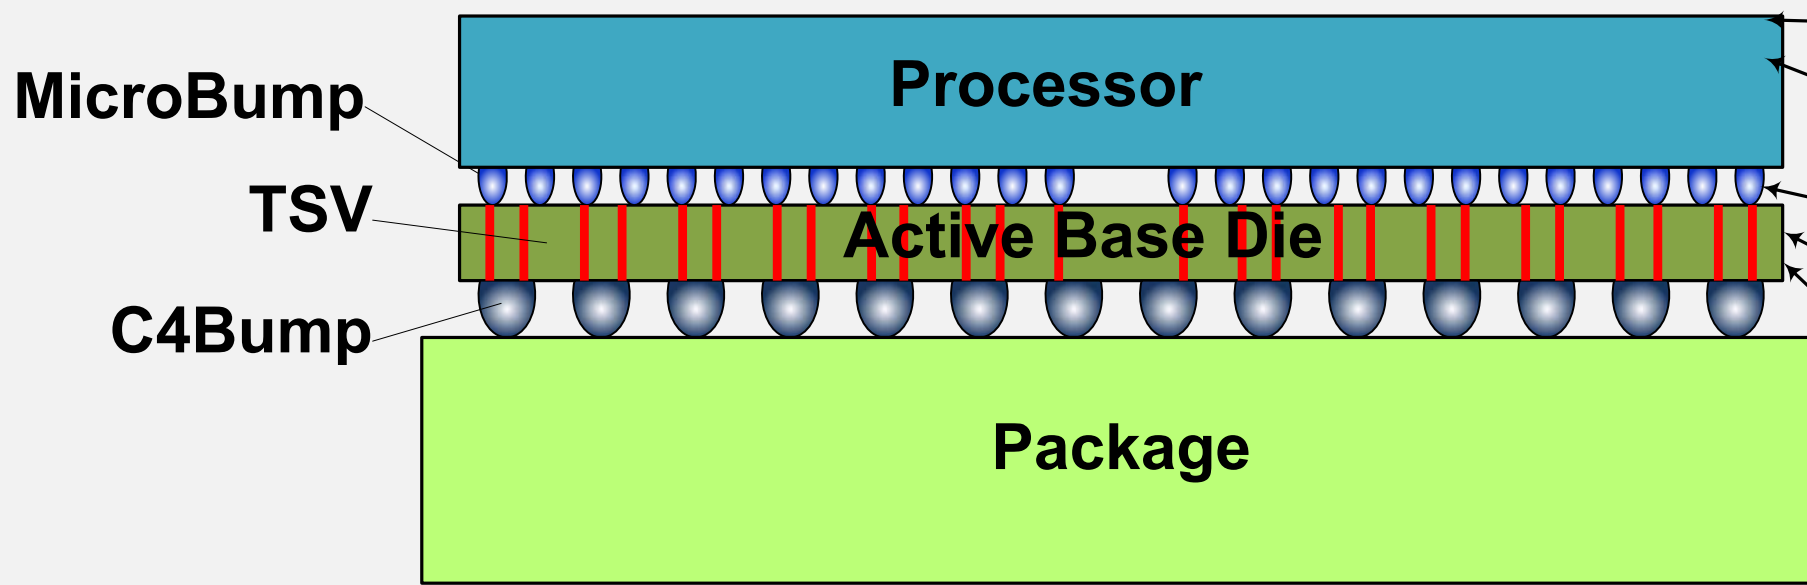 Processor
MicroBump
TSV
Active Base Die
C4Bump
Package